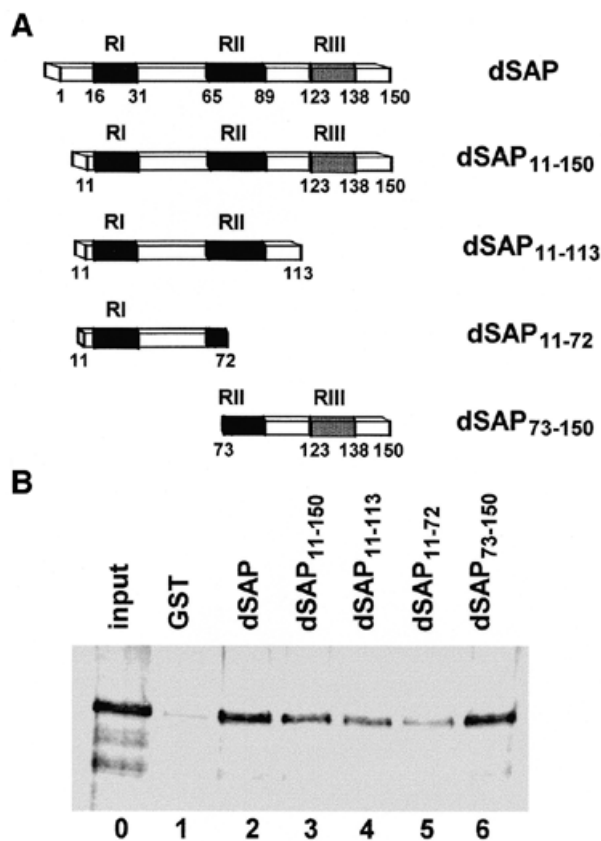 A
RI RII RIII
dSAP
1 16 31 65 89 123 138 150
RI RII RIII
dSAP11-150
11 123 138 150
RI RII
dSAP11-113
11 113
RI
dSAP11-72
11 72
RII RIII
dSAP73-150
73 123 138 150
B
input GST dSAP dSAP11-150 dSAP11-113 dSAP11-72 dSAP73-150
0 1 2 3 4 5 6